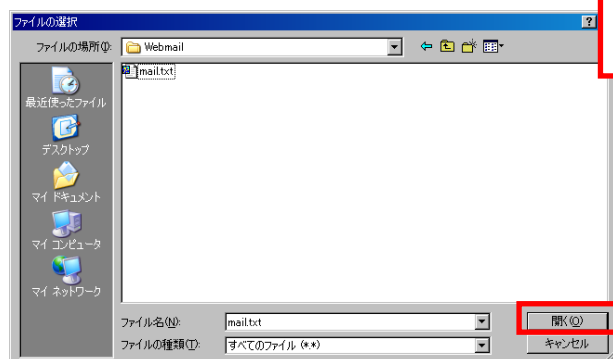 ファイルの選択
?
ファイルの場所(I):
Webmail
mail.txt
最近使ったファイル
デスクトップ
マイ ドキュメント
マイ コンピュータ
マイ ネットワーク
ファイル名(N):
mail.txt
開く(O)
ファイルの種類(T):
すべてのファイル (*.*)
キャンセル